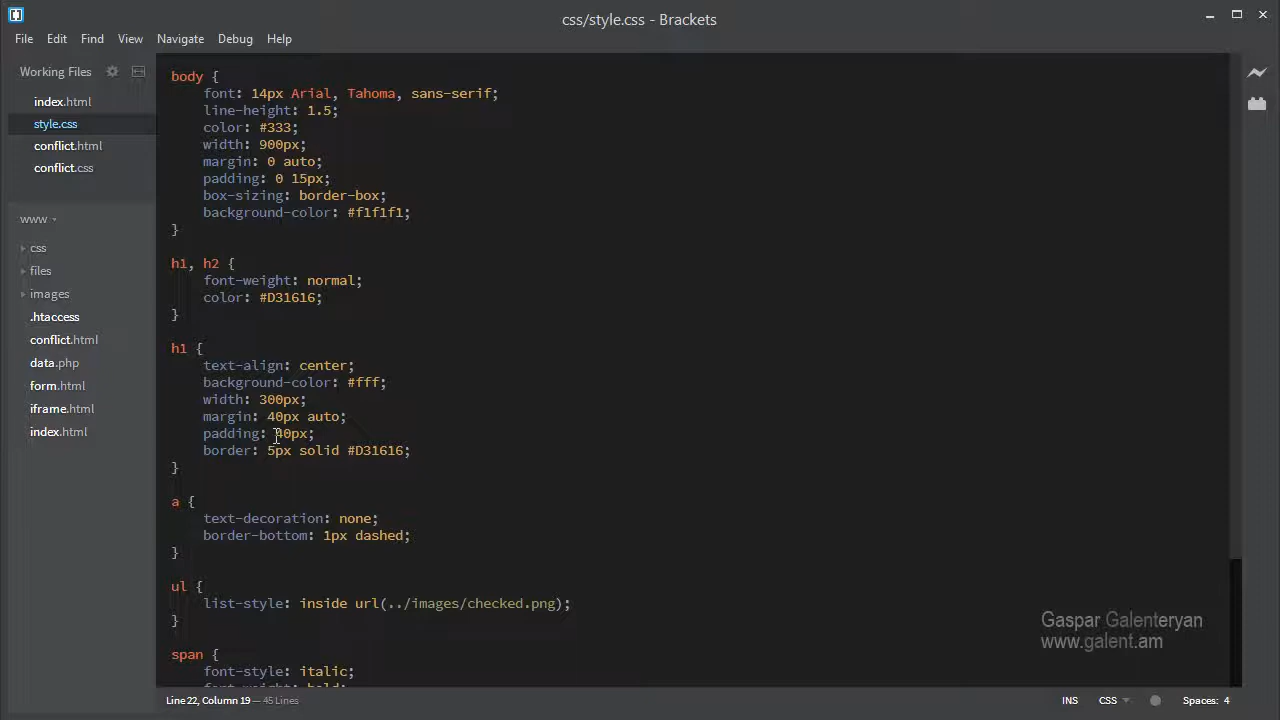 css/style.css - Brackets
File Edit Find View Navigate Debug Help
Working Files
index.html
style.css
conflict.html
conflict.css
www
css
files
images
.htaccess
conflict.html
data.php
form.html
iframe.html
index.html
body {
font: 14px Arial, Tahoma, sans-serif;
line-height: 1.5;
color: #333;
width: 900px;
margin: 0 auto;
padding: 0 15px;
box-sizing: border-box;
background-color: #f1f1f1;
}
h1, h2 {
font-weight: normal;
color: #D31616;
}
h1 {
text-align: center;
background-color: #fff;
width: 300px;
margin: 40px auto;
padding: 40px;
border: 5px solid #D31616;
}
a {
text-decoration: none;
border-bottom: 1px dashed;
}
ul {
list-style: inside url(../images/checked.png);
}
span {
font-style: italic;
Gaspar Galenteryan
www.galent.am
Line 22, Column 19 — 45 Lines
INS CSS Spaces: 4